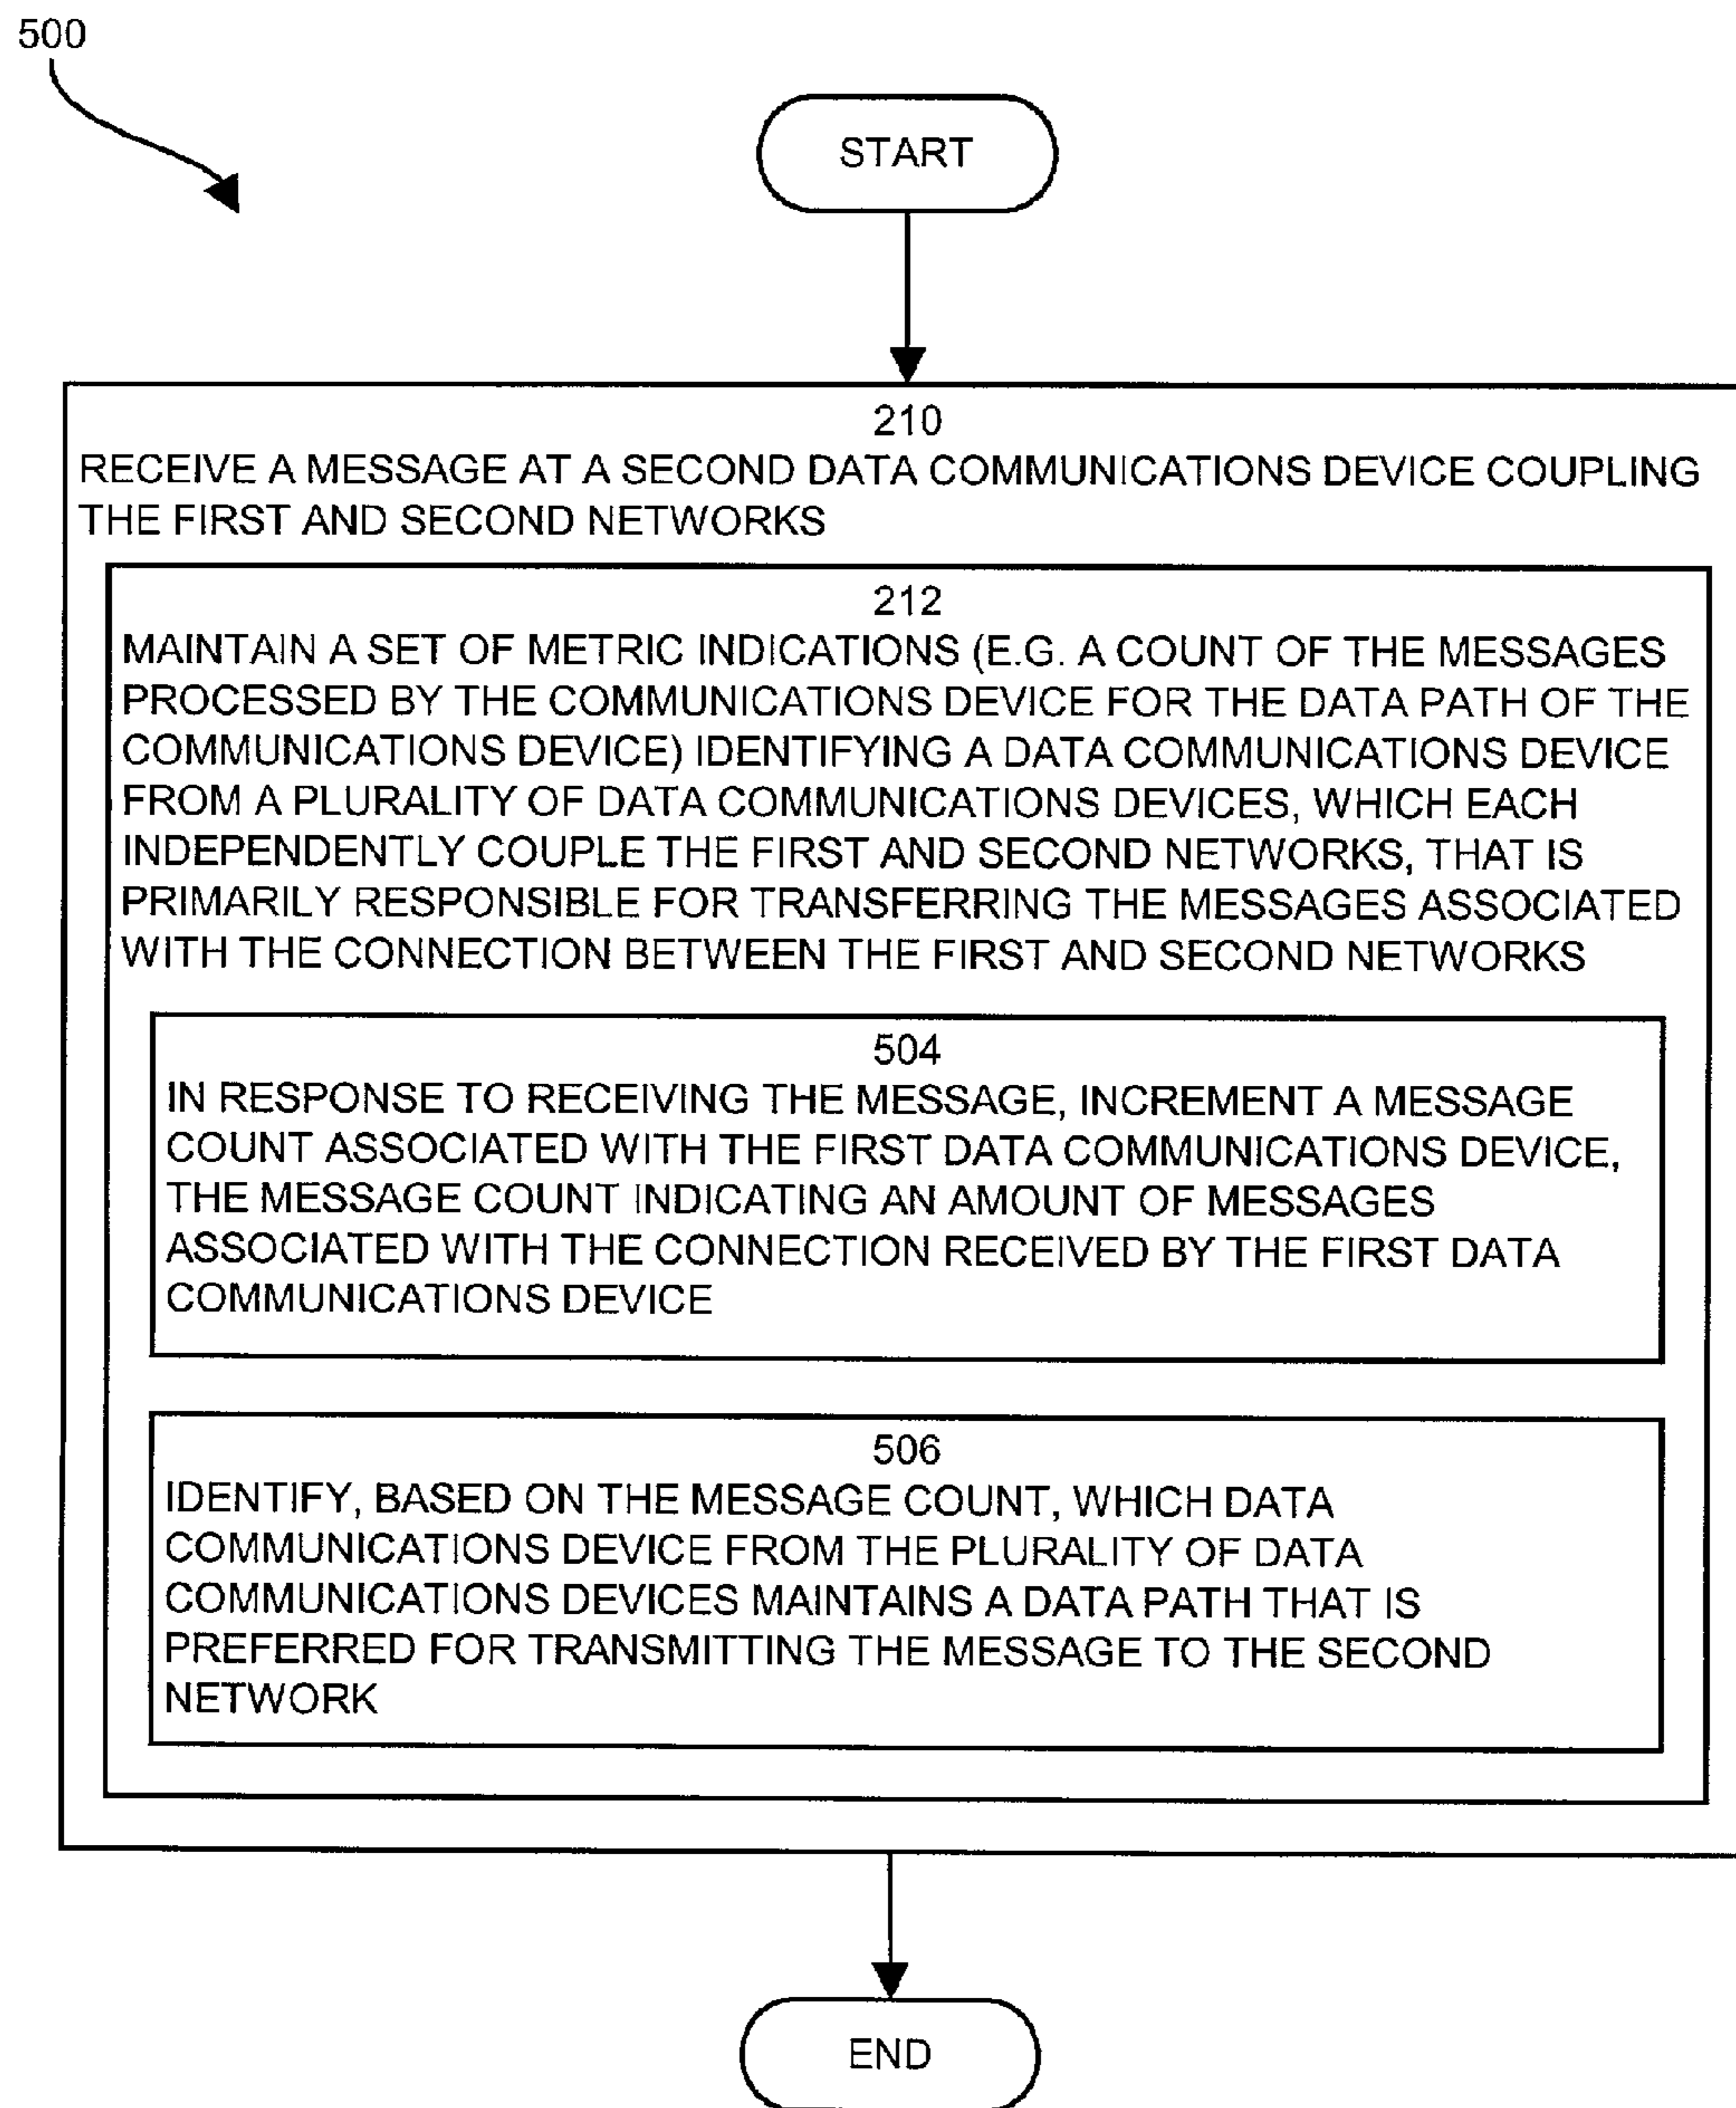 500
START
210
RECEIVE A MESSAGE AT A SECOND DATA COMMUNICATIONS DEVICE COUPLING
THE FIRST AND SECOND NETWORKS
212
MAINTAIN A SET OF METRIC INDICATIONS (E.G. A COUNT OF THE MESSAGES
PROCESSED BY THE COMMUNICATIONS DEVICE FOR THE DATA PATH OF THE
COMMUNICATIONS DEVICE) IDENTIFYING A DATA COMMUNICATIONS DEVICE
FROM A PLURALITY OF DATA COMMUNICATIONS DEVICES, WHICH EACH
INDEPENDENTLY COUPLE THE FIRST AND SECOND NETWORKS, THAT IS
PRIMARILY RESPONSIBLE FOR TRANSFERRING THE MESSAGES ASSOCIATED
WITH THE CONNECTION BETWEEN THE FIRST AND SECOND NETWORKS
504
IN RESPONSE TO RECEIVING THE MESSAGE, INCREMENT A MESSAGE
COUNT ASSOCIATED WITH THE FIRST DATA COMMUNICATIONS DEVICE,
THE MESSAGE COUNT INDICATING AN AMOUNT OF MESSAGES
ASSOCIATED WITH THE CONNECTION RECEIVED BY THE FIRST DATA
COMMUNICATIONS DEVICE
506
IDENTIFY, BASED ON THE MESSAGE COUNT, WHICH DATA
COMMUNICATIONS DEVICE FROM THE PLURALITY OF DATA
COMMUNICATIONS DEVICES MAINTAINS A DATA PATH THAT IS
PREFERRED FOR TRANSMITTING THE MESSAGE TO THE SECOND
NETWORK
END